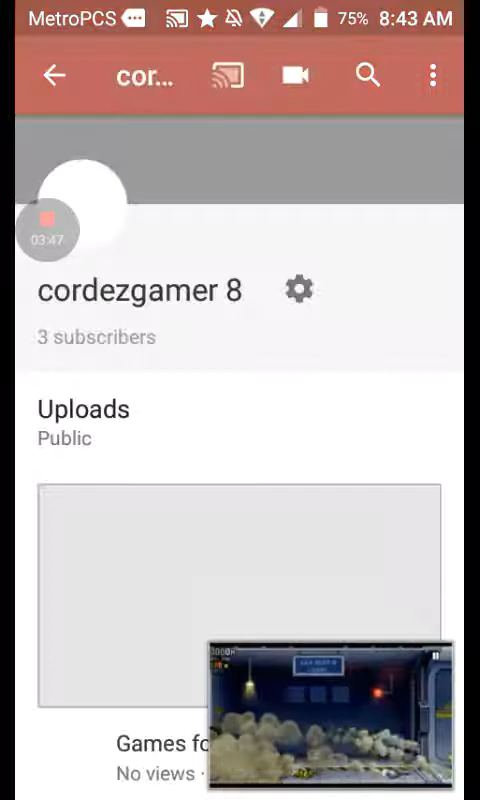 MetroPCS 75% 8:43 AM
cor...
03:47
cordezgamer 8
3 subscribers
Uploads
Public
Games fo
No views ·